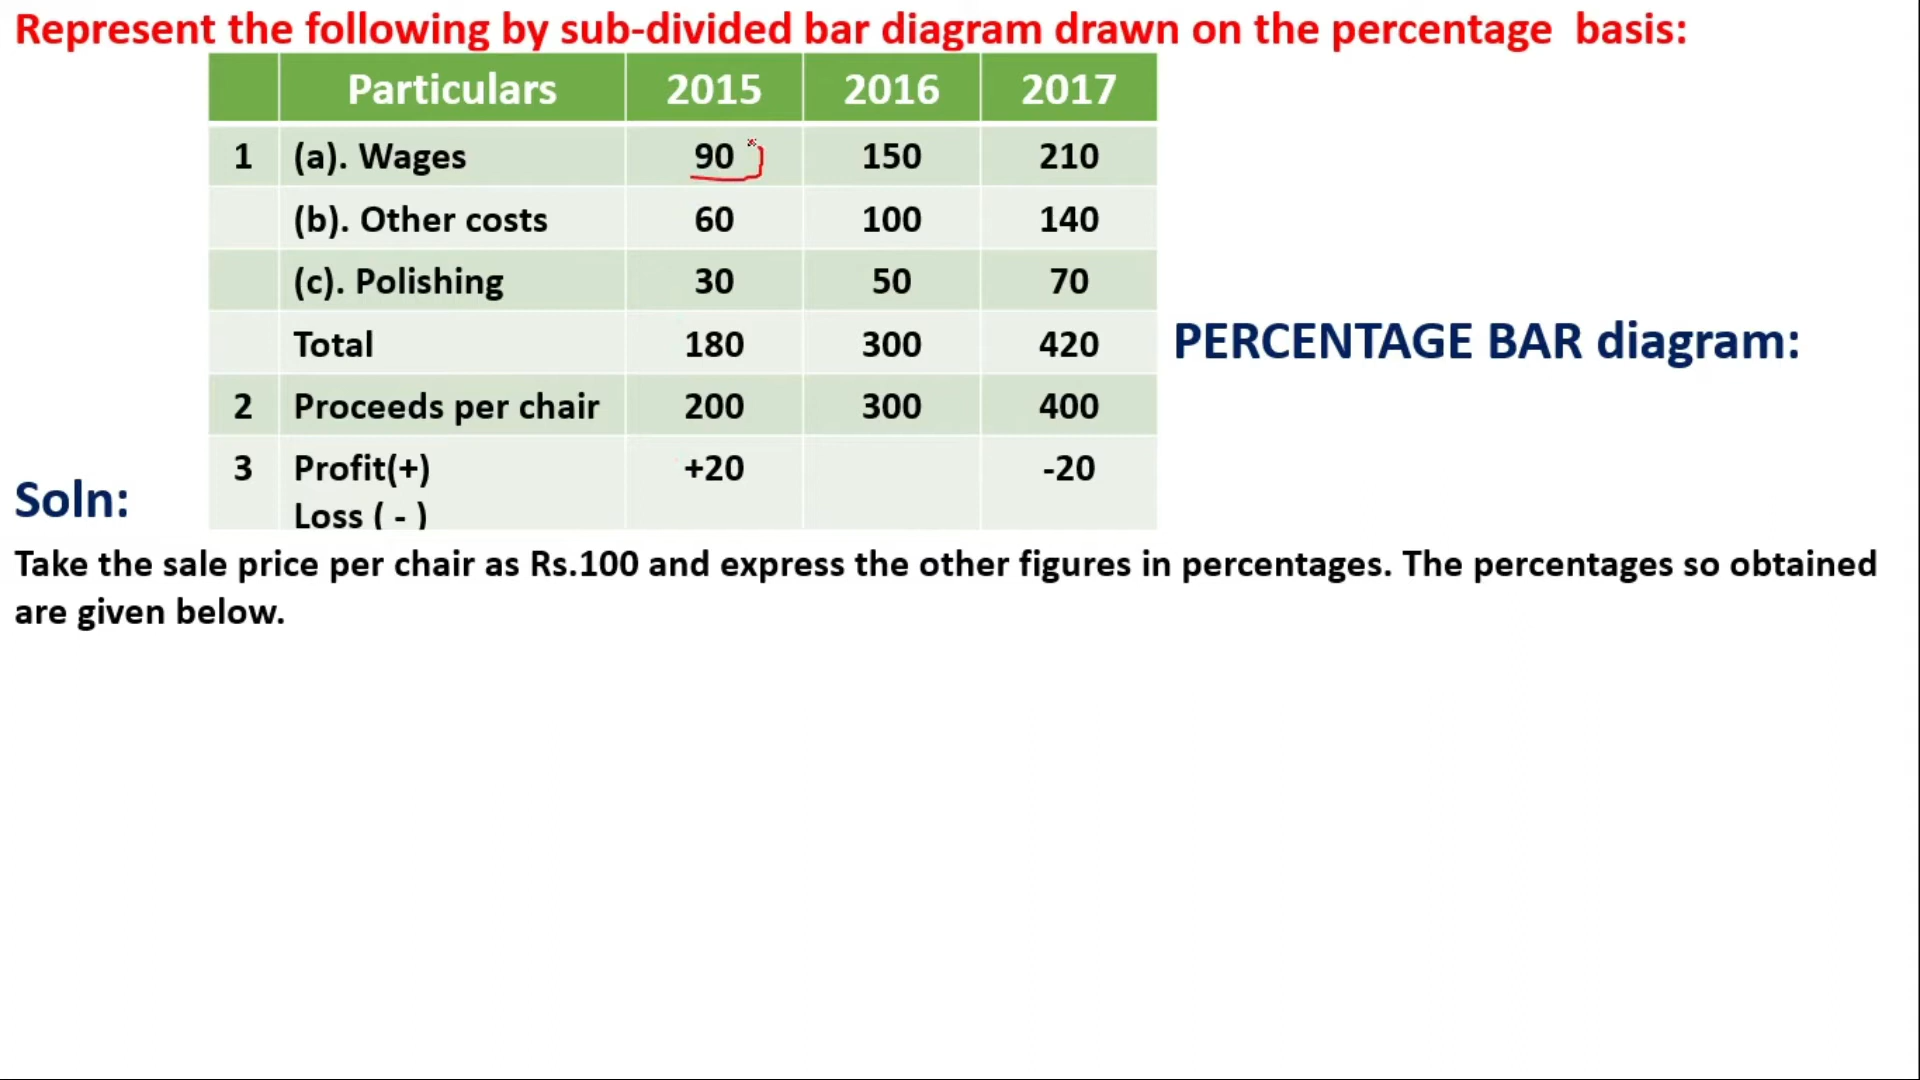 Represent the following by sub-divided bar diagram drawn on the percentage basis:
Particulars 2015 2016 2017
1 (a). Wages 90 150 210
(b). Other costs 60 100 140
(c). Polishing 30 50 70
Total 180 300 420
PERCENTAGE BAR diagram:
2 Proceeds per chair 200 300 400
3 Profit(+) +20 -20
Loss ( - )
Soln:
Take the sale price per chair as Rs.100 and express the other figures in percentages. The percentages so obtained
are given below.